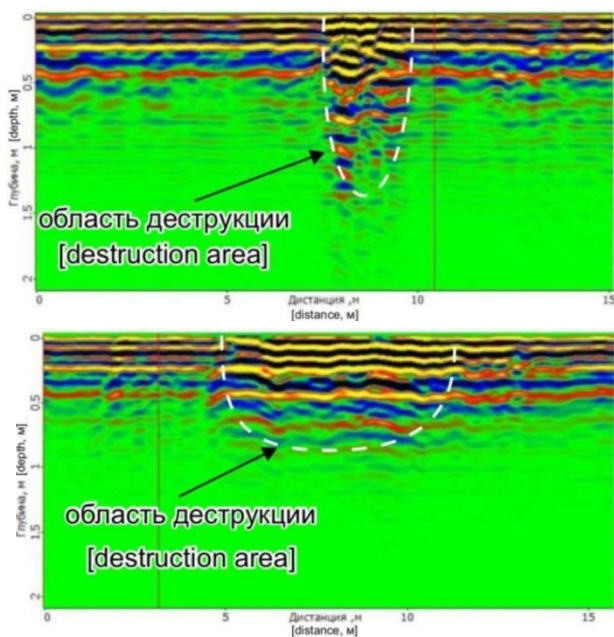 0
0.5
1
1.5
2
Глубина, м [depth, м]
область деструкции
[destruction area]
0
5
10
15
Дистанция ,м
[distance, м]
0
0.5
1
1.5
2
Глубина, м [depth, м]
область деструкции
[destruction area]
0
5
10
15
Дистанция ,м
[distance, м]